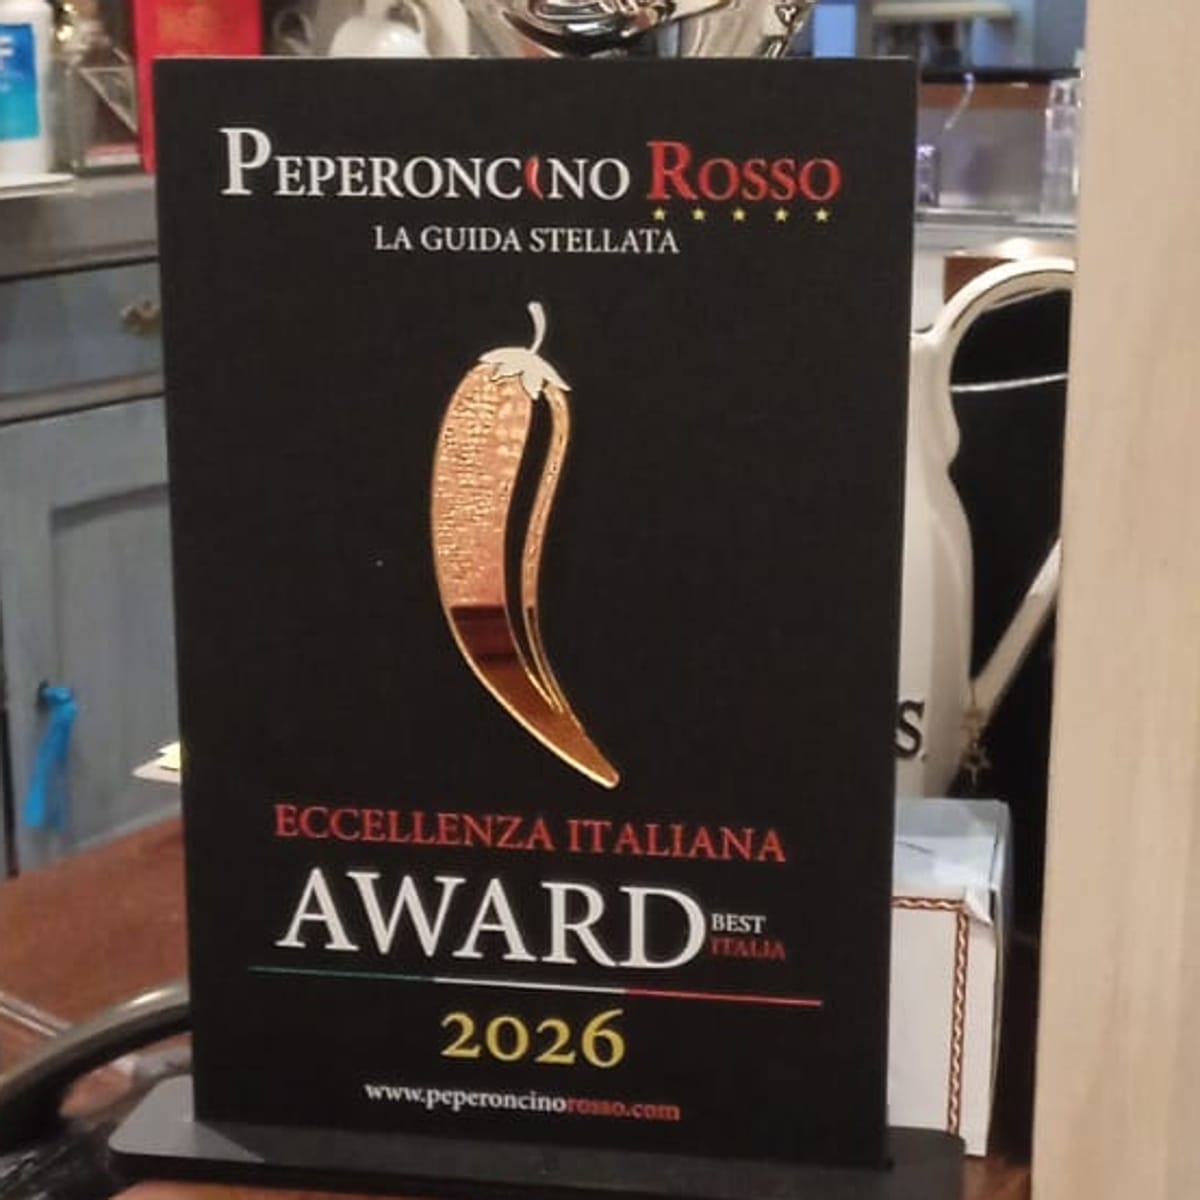 PEPERONCINO ROSSO
LA GUIDA STELLATA
ECCELLENZA ITALIANA
AWARD BEST
ITALIA
2026
www.peperoncinorosso.com
S.
F